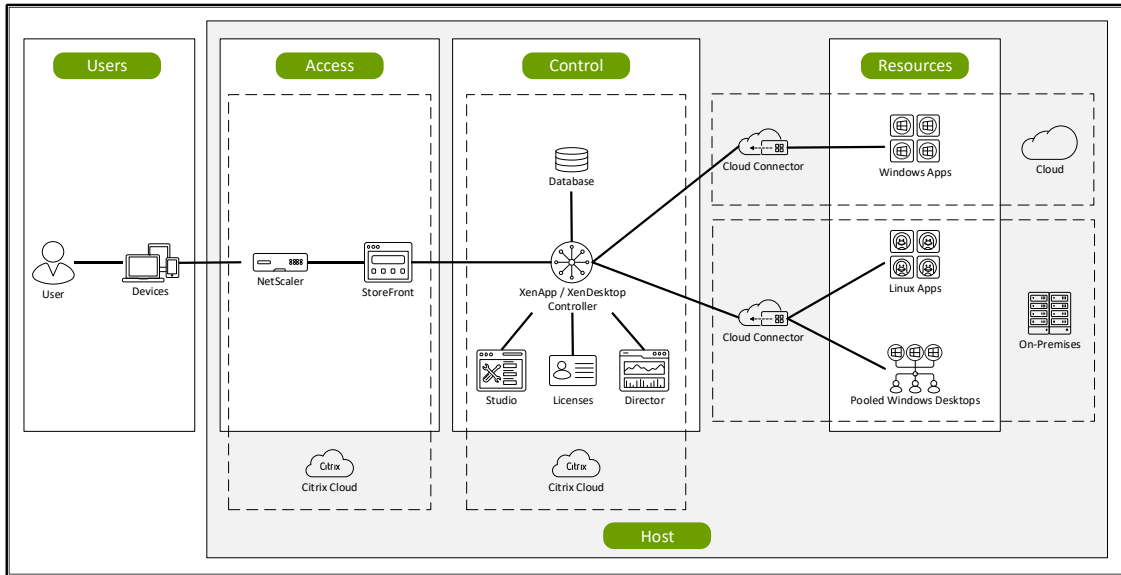 Users
Access
Control
Resources
Database
Cloud Connector
Windows Apps
Cloud
User
Devices
NetScaler
8888
StoreFront
XenApp / XenDesktop
Controller
Linux Apps
Cloud Connector
On-Premises
Studio
Licenses
Director
Pooled Windows Desktops
Citrix
Citrix Cloud
Citrix
Citrix Cloud
Host